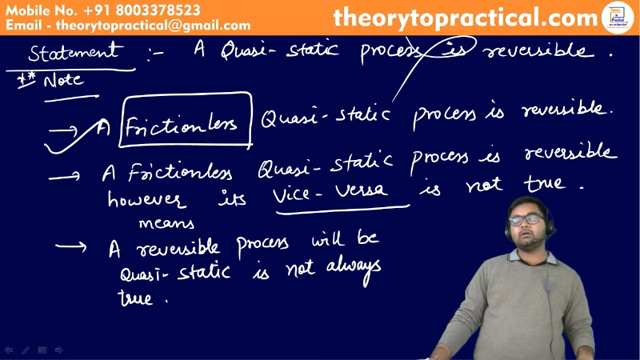 Mobile No. +91 8003378523
Email - theorytopractical@gmail.com
theorytopractical.com
Statement :- A Quasi-static process is reversible.
** Note
→ A Frictionless Quasi-static process is reversible.
→ A Frictionless Quasi-static process is reversible
however its vice-versa is not true.
means
→ A reversible process will be
Quasi-static is not always
true.